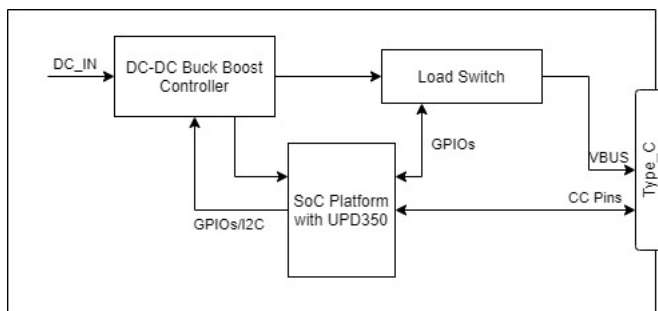 DC_IN
DC-DC Buck Boost
Controller
Load Switch
GPIOs
VBUS
Type_C
SoC Platform
with UPD350
CC Pins
GPIOs/I2C